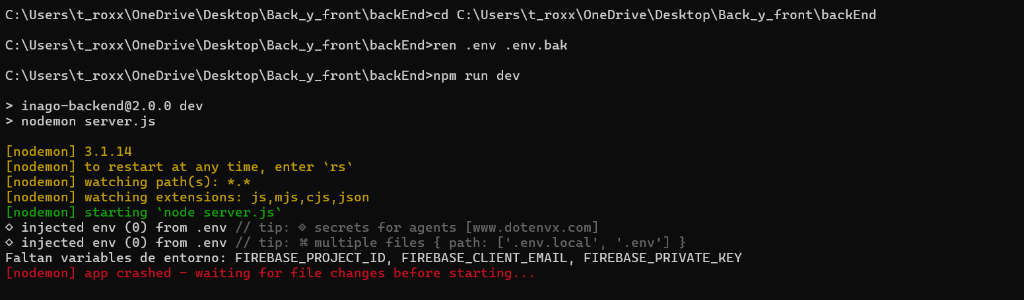 C:\Users\t_roxx\OneDrive\Desktop\Back_y_front\backEnd>cd C:\Users\t_roxx\OneDrive\Desktop\Back_y_front\backEnd
C:\Users\t_roxx\OneDrive\Desktop\Back_y_front\backEnd>ren .env .env.bak
C:\Users\t_roxx\OneDrive\Desktop\Back_y_front\backEnd>npm run dev
> inago-backend@2.0.0 dev
> nodemon server.js
[nodemon] 3.1.14
[nodemon] to restart at any time, enter `rs`
[nodemon] watching path(s): *.*
[nodemon] watching extensions: js,mjs,cjs,json
[nodemon] starting `node server.js`
◇ injected env (0) from .env // tip: ⟐ secrets for agents [www.dotenvx.com]
◇ injected env (0) from .env // tip: ⌘ multiple files { path: ['.env.local', '.env'] }
Faltan variables de entorno: FIREBASE_PROJECT_ID, FIREBASE_CLIENT_EMAIL, FIREBASE_PRIVATE_KEY
[nodemon] app crashed - waiting for file changes before starting...